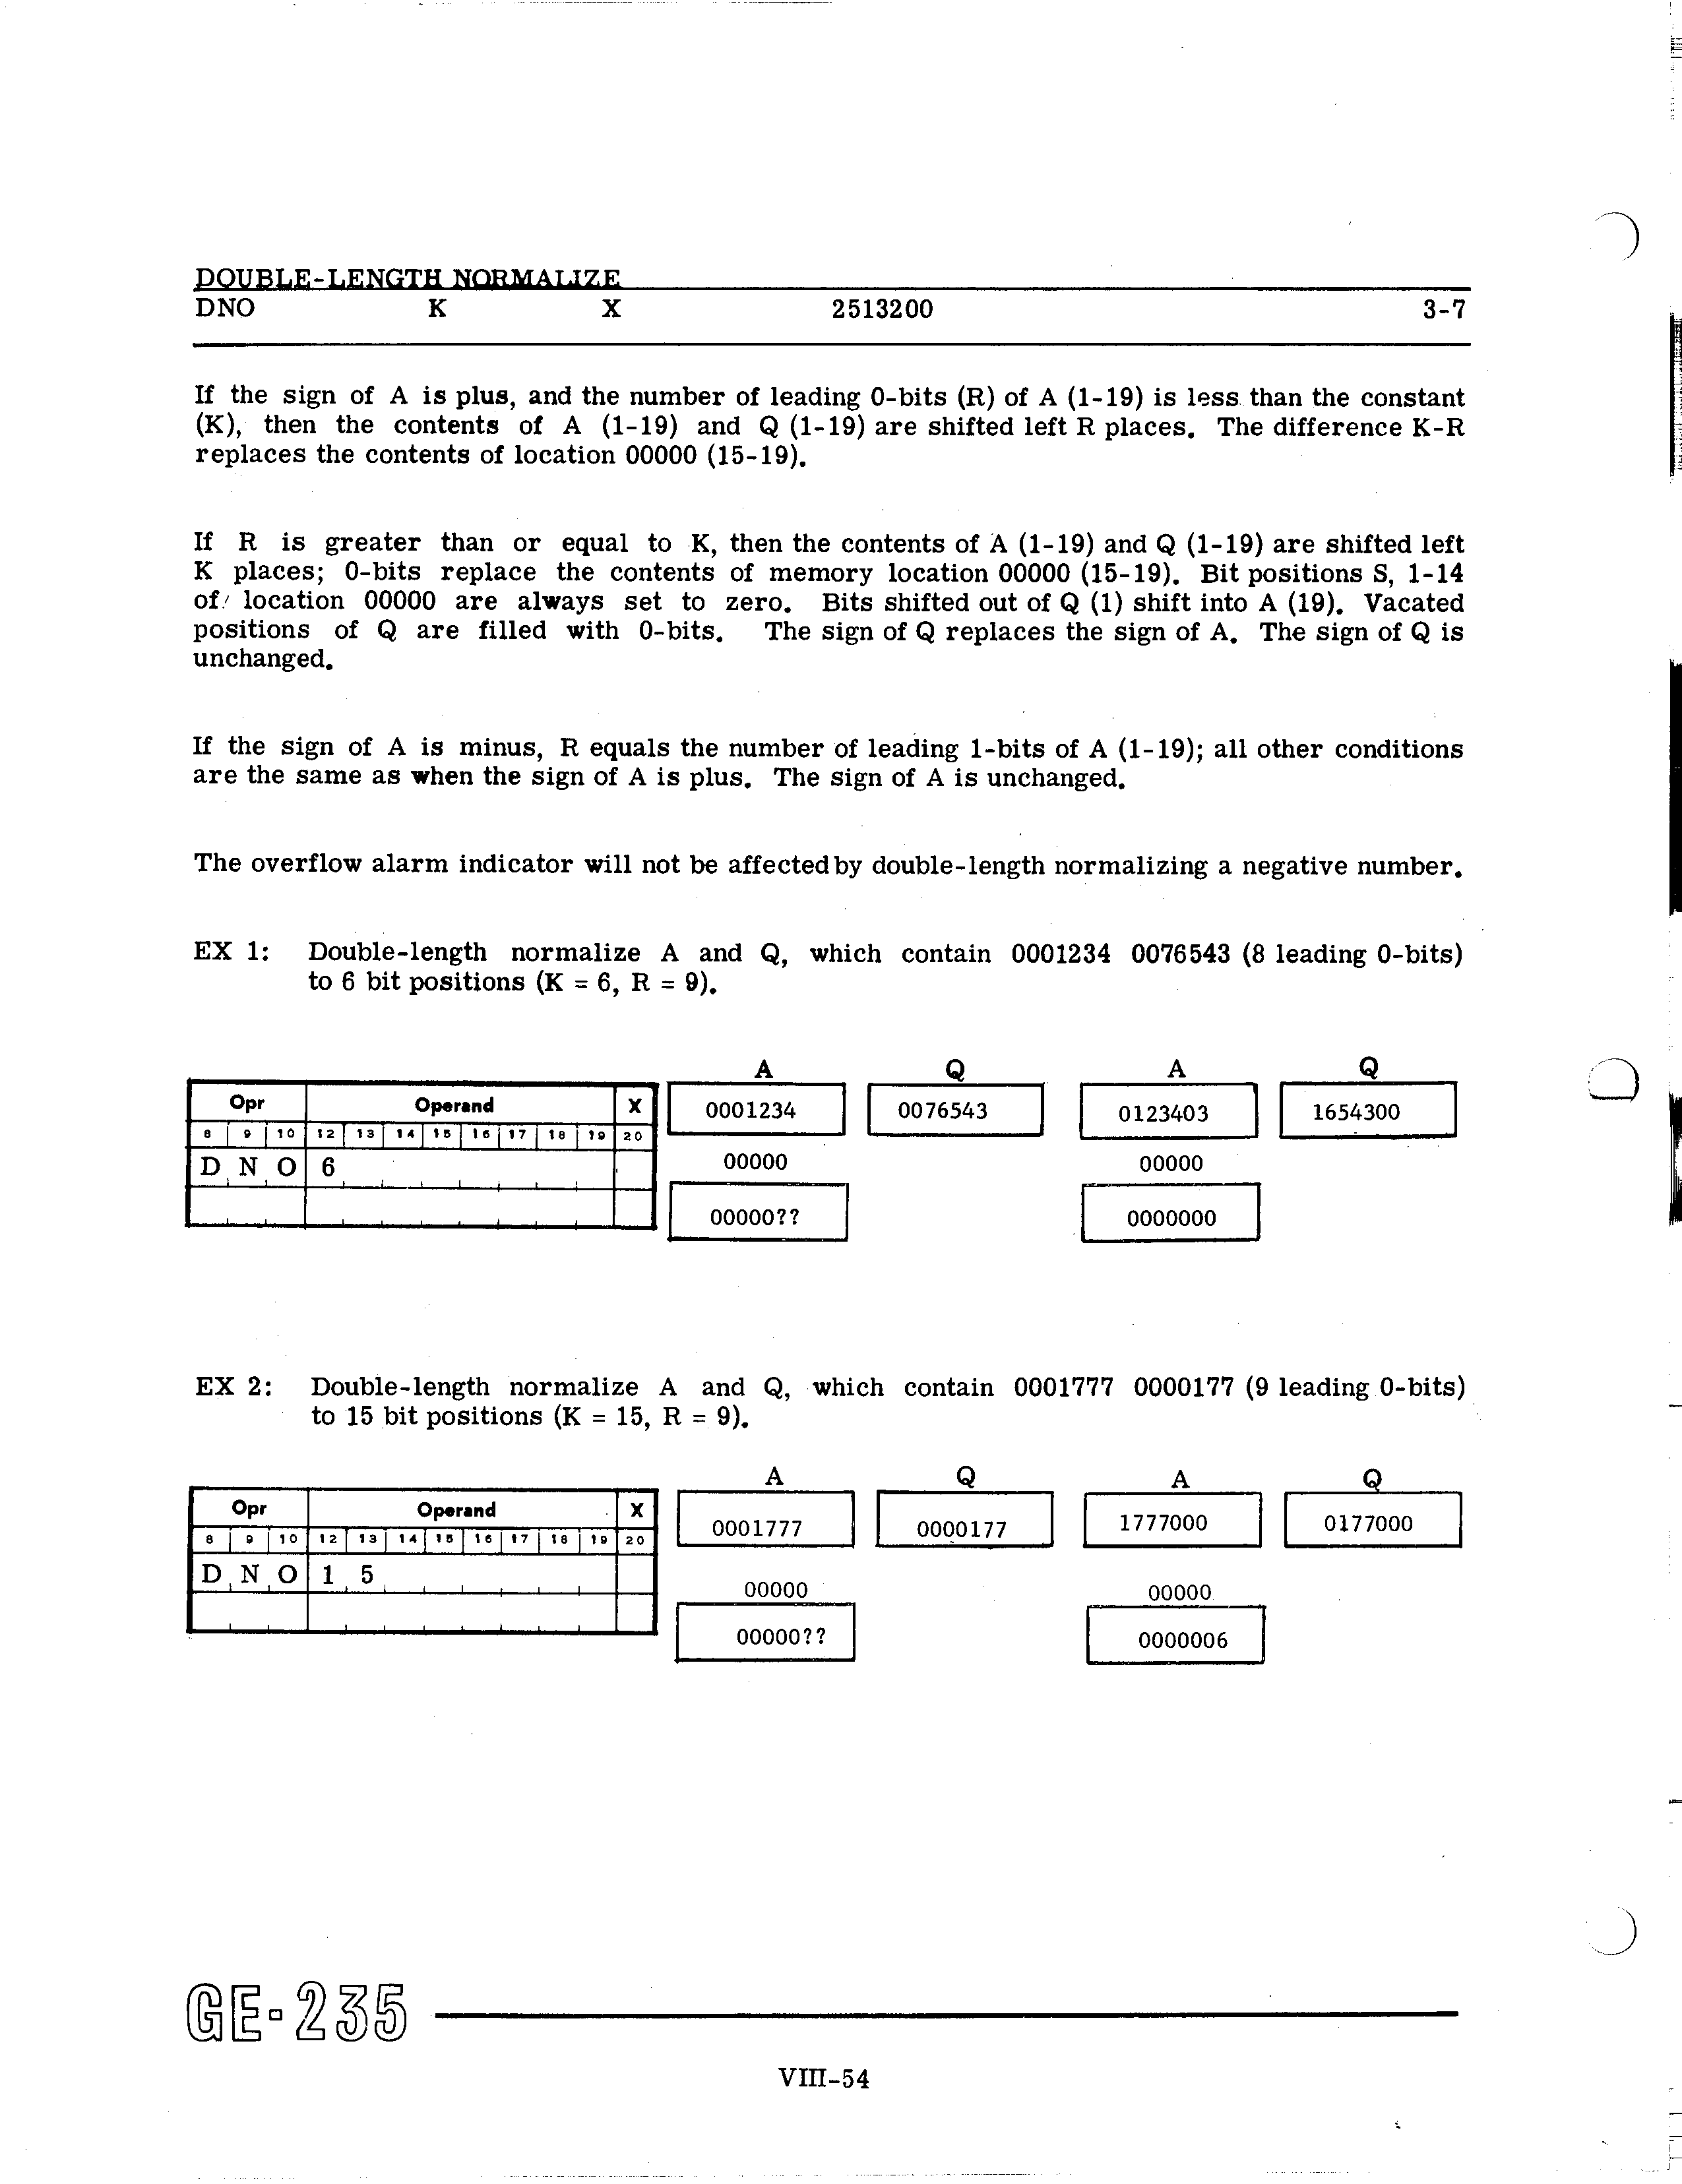 DOUBLE-LENGTH NORMALIZE
DNO K X 2513200 3-7
If the sign of A is plus, and the number of leading 0-bits (R) of A (1-19) is less than the constant
(K), then the contents of A (1-19) and Q (1-19) are shifted left R places. The difference K-R
replaces the contents of location 00000 (15-19).
If R is greater than or equal to K, then the contents of A (1-19) and Q (1-19) are shifted left
K places; 0-bits replace the contents of memory location 00000 (15-19). Bit positions S, 1-14
of location 00000 are always set to zero. Bits shifted out of Q (1) shift into A (19). Vacated
positions of Q are filled with 0-bits. The sign of Q replaces the sign of A. The sign of Q is
unchanged.
If the sign of A is minus, R equals the number of leading 1-bits of A (1-19); all other conditions
are the same as when the sign of A is plus. The sign of A is unchanged.
The overflow alarm indicator will not be affected by double-length normalizing a negative number.
EX 1: Double-length normalize A and Q, which contain 0001234 0076543 (8 leading 0-bits)
to 6 bit positions (K = 6, R = 9).
A Q A Q
Opr Operand X 0001234 0076543 0123403 1654300
8 9 10 12 13 14 15 16 17 18 19 20
D N O 6 00000 00000
00000?? 0000000
EX 2: Double-length normalize A and Q, which contain 0001777 0000177 (9 leading 0-bits)
to 15 bit positions (K = 15, R = 9).
A Q A Q
Opr Operand X 0001777 0000177 1777000 0177000
8 9 10 12 13 14 15 16 17 18 19 20
D N O 1 5 00000 00000
00000?? 0000006
GE-235
VIII-54